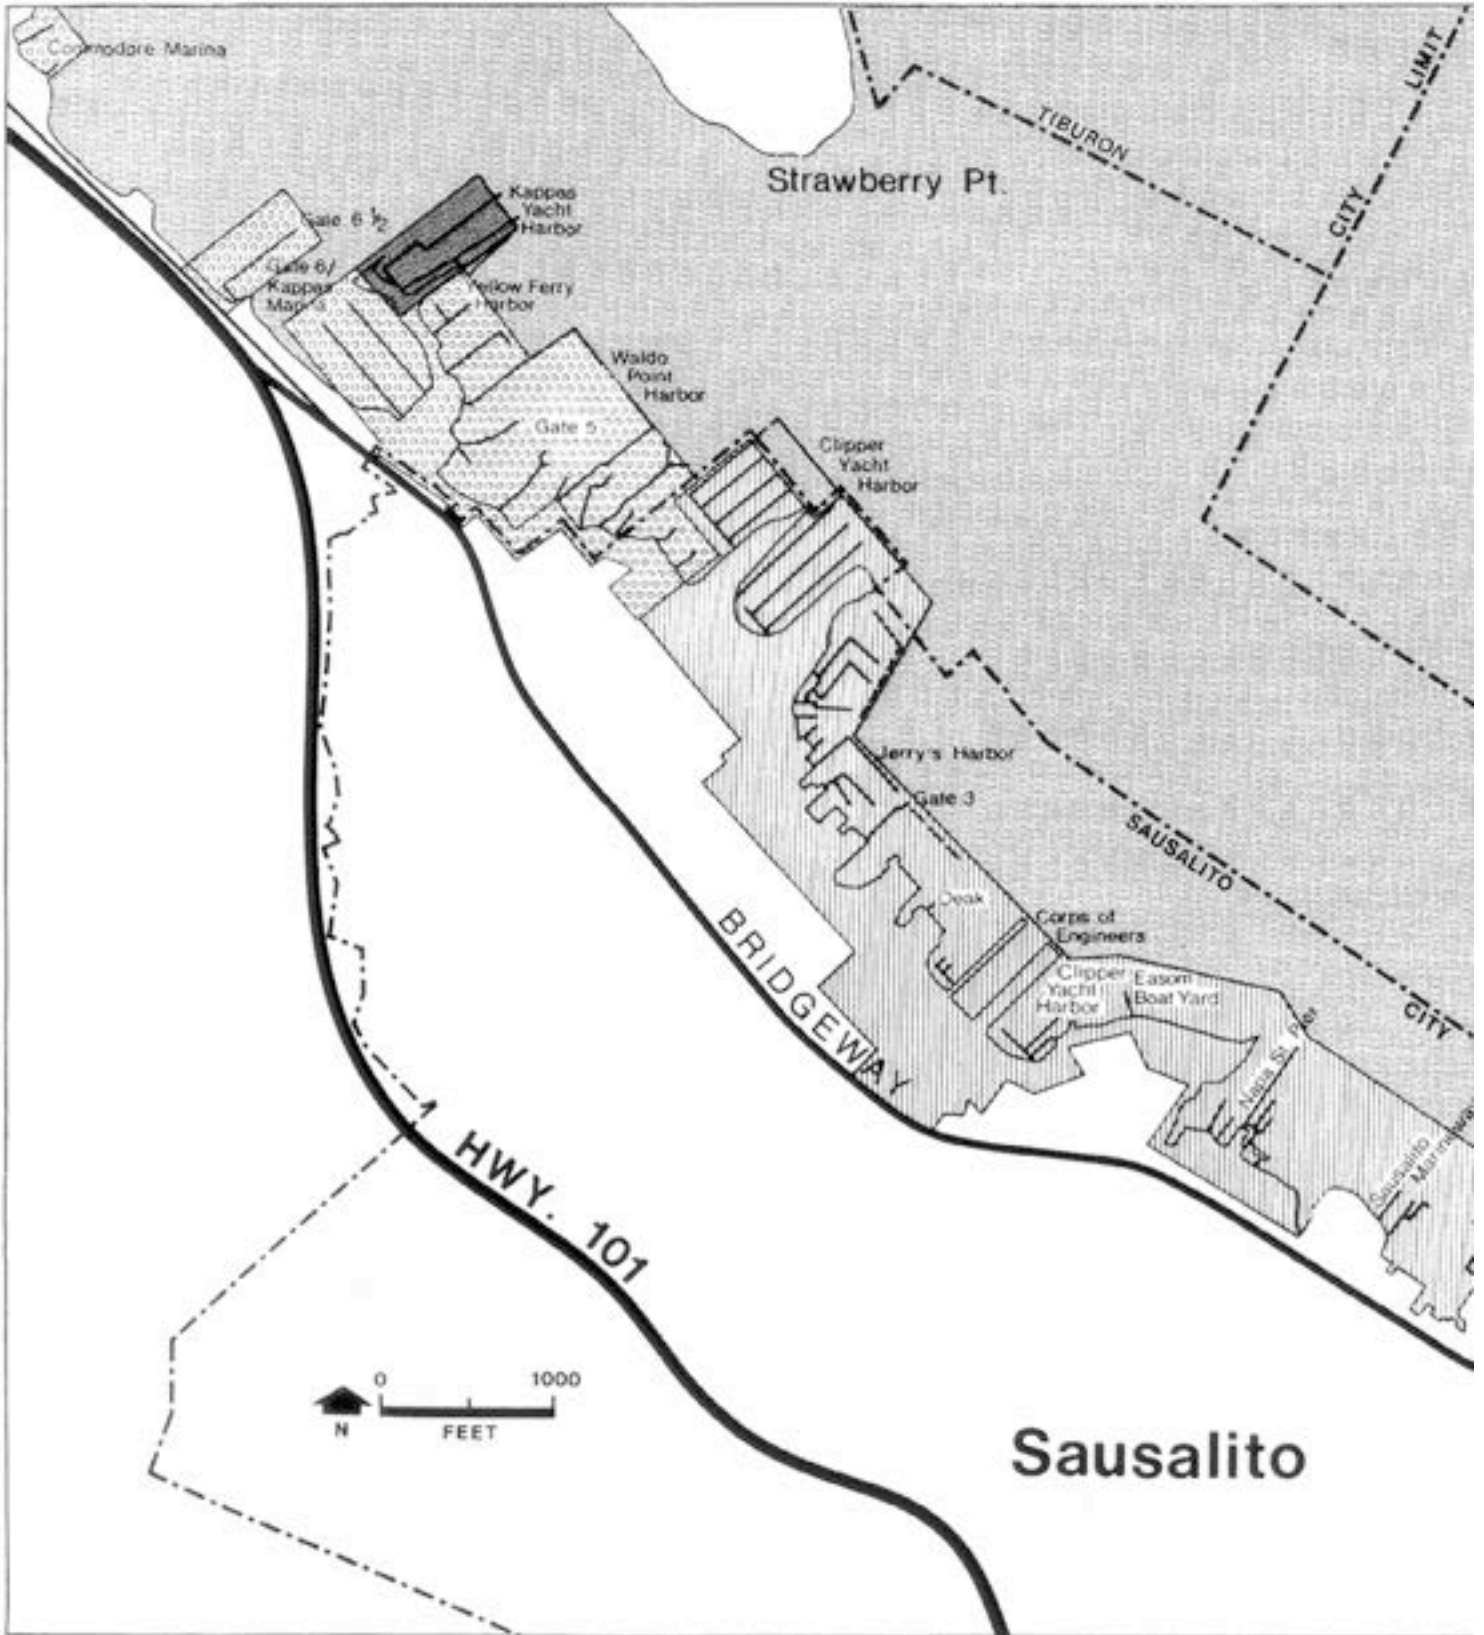 Commodore Marina
LIMIT
TIBURON
CITY
Strawberry Pt.
Kappas
Yacht
Harbor
Gate 6 ½
Gate 6/
Kappas
Marina
Yellow Ferry
Harbor
Waldo
Point
Harbor
Gate 5
Clipper
Yacht
Harbor
Jerry's Harbor
Gate 3
SAUSALITO
CITY
Deak
Corps of
Engineers
Clipper
Yacht
Harbor
Easom
Boat Yard
BRIDGEWAY
Napa St. Pier
Sausalito
HWY. 101
0 1000
N
FEET
Sausalito